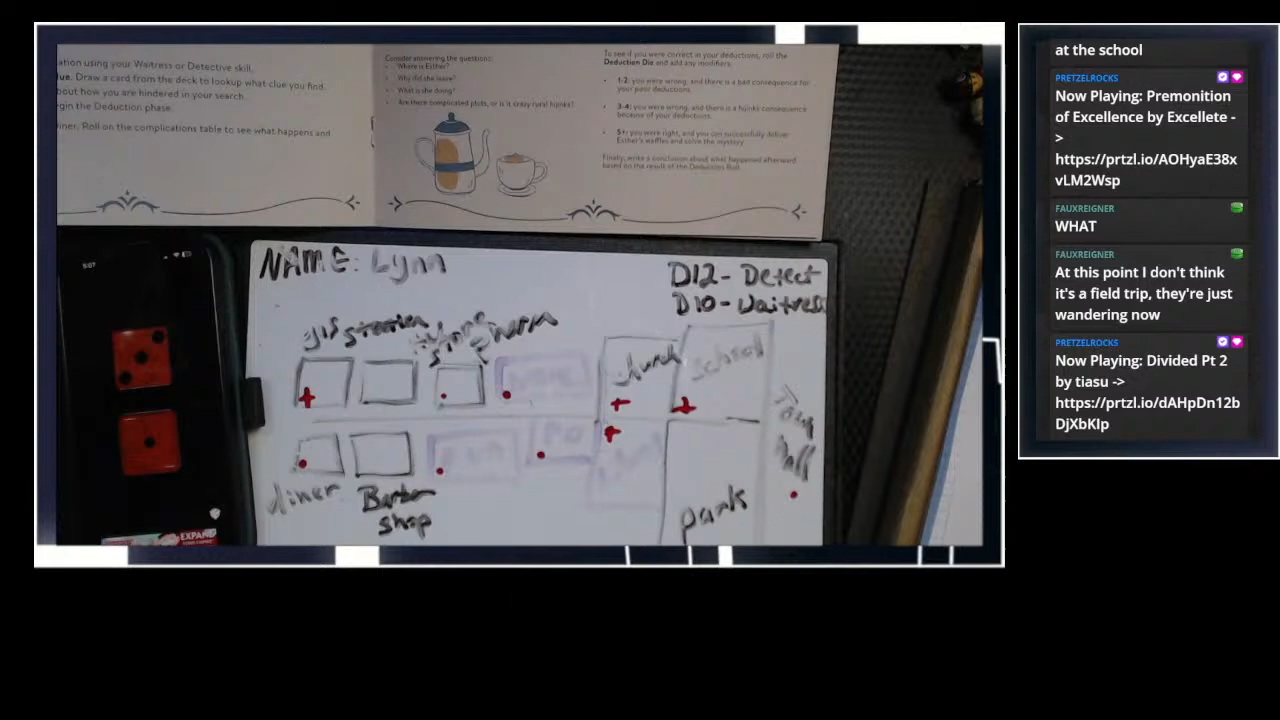 ation using your Waitress or Detective skill.
ue. Draw a card from the deck to lookup what clue you find.
bout how you are hindered in your search.
egin the Deduction phase.
iner. Roll on the complications table to see what happens and
Consider answering the questions:
Where is Esther?
Why did she leave?
What is she doing?
Are there complicated plots, or is it crazy rural hijinks?
To see if you were correct in your deductions, roll the
Deduction Die and add any modifiers.
1-2: you were wrong, and there is a bad consequence for
your past deductions.
3-4: you were wrong, and there is a hijinks consequence
because of your deductions.
5+: you were right, and you can successfully deliver
Esther's waffles and solve the mystery
Finally, write a conclusion about what happened afterward
based on the result of the Deduction Roll.
5:07
EXPAND
NAME: Lynn
D12 - Detect
D10 - Waitress
gas station
church
school
PO
Town
Hall
diner
Barber
shop
park
at the school
PRETZELROCKS
Now Playing: Premonition
of Excellence by Excellete -
>
https://prtzl.io/AOHyaE38x
vLM2Wsp
FAUXREIGNER
WHAT
FAUXREIGNER
At this point I don't think
it's a field trip, they're just
wandering now
PRETZELROCKS
Now Playing: Divided Pt 2
by tiasu ->
https://prtzl.io/dAHpDn12b
DjXbKlp